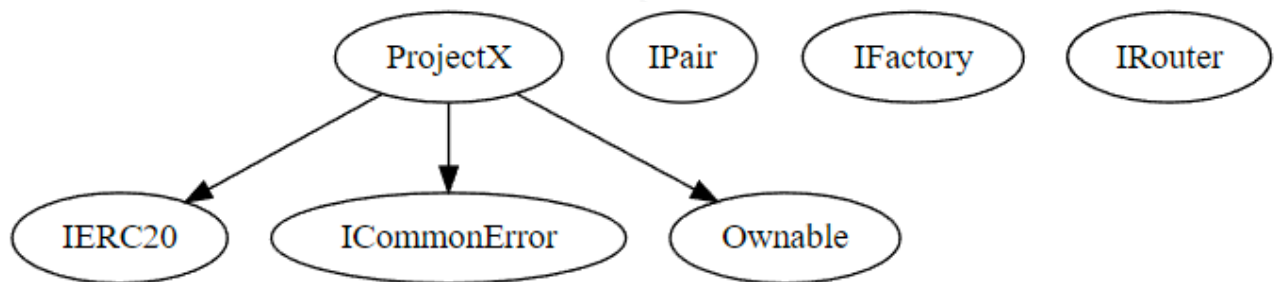 ProjectX IPair IFactory IRouter
IERC20 ICommonError Ownable